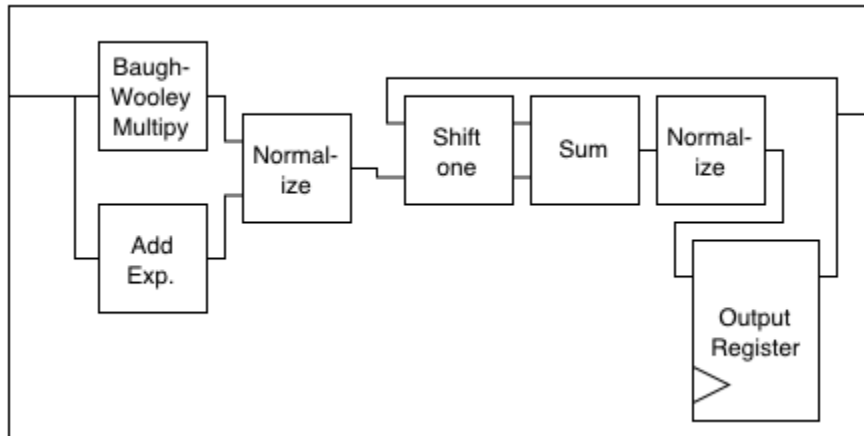 Baugh-
Wooley
Multipy
Normal-
ize
Add
Exp.
Shift
one
Sum
Normal-
ize
Output
Register